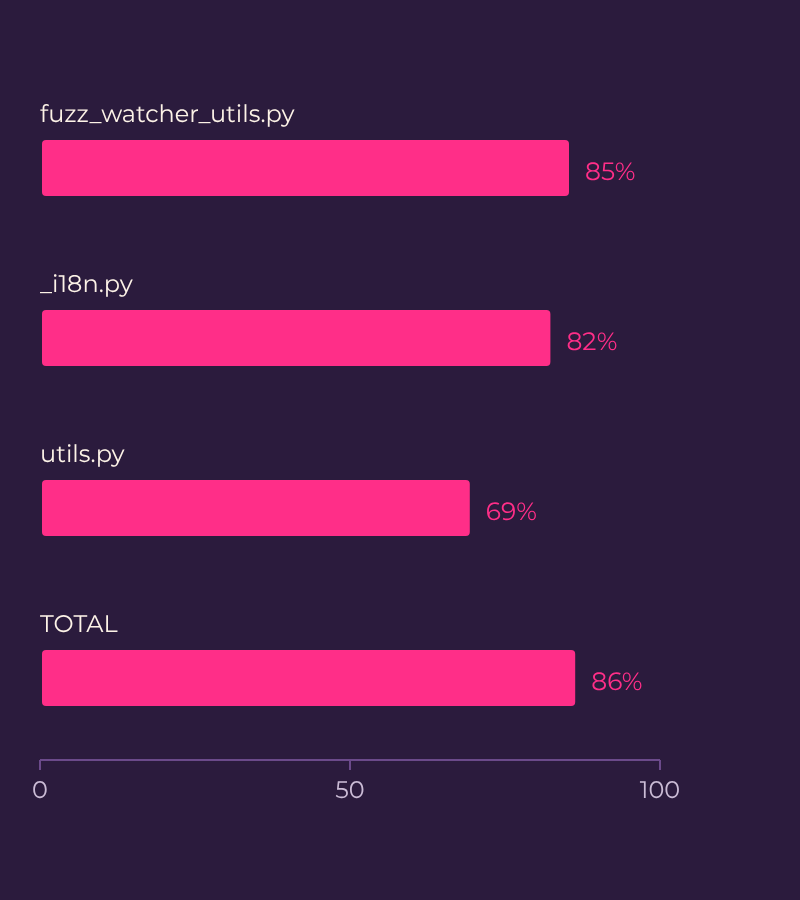 fuzz_watcher_utils.py
85%
_i18n.py
82%
utils.py
69%
TOTAL
86%
0 50 100